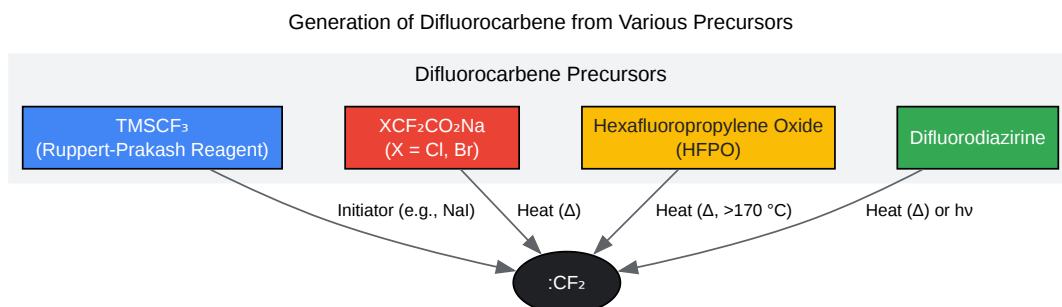 Generation of Difluorocarbene from Various Precursors
Difluorocarbene Precursors
TMSCF₃
(Ruppert-Prakash Reagent)
XCF₂CO₂Na
(X = Cl, Br)
Hexafluoropropylene Oxide
(HFPO)
Difluorodiazirine
Initiator (e.g., NaI)
Heat (Δ)
Heat (Δ, >170 °C)
Heat (Δ) or hν
:CF₂